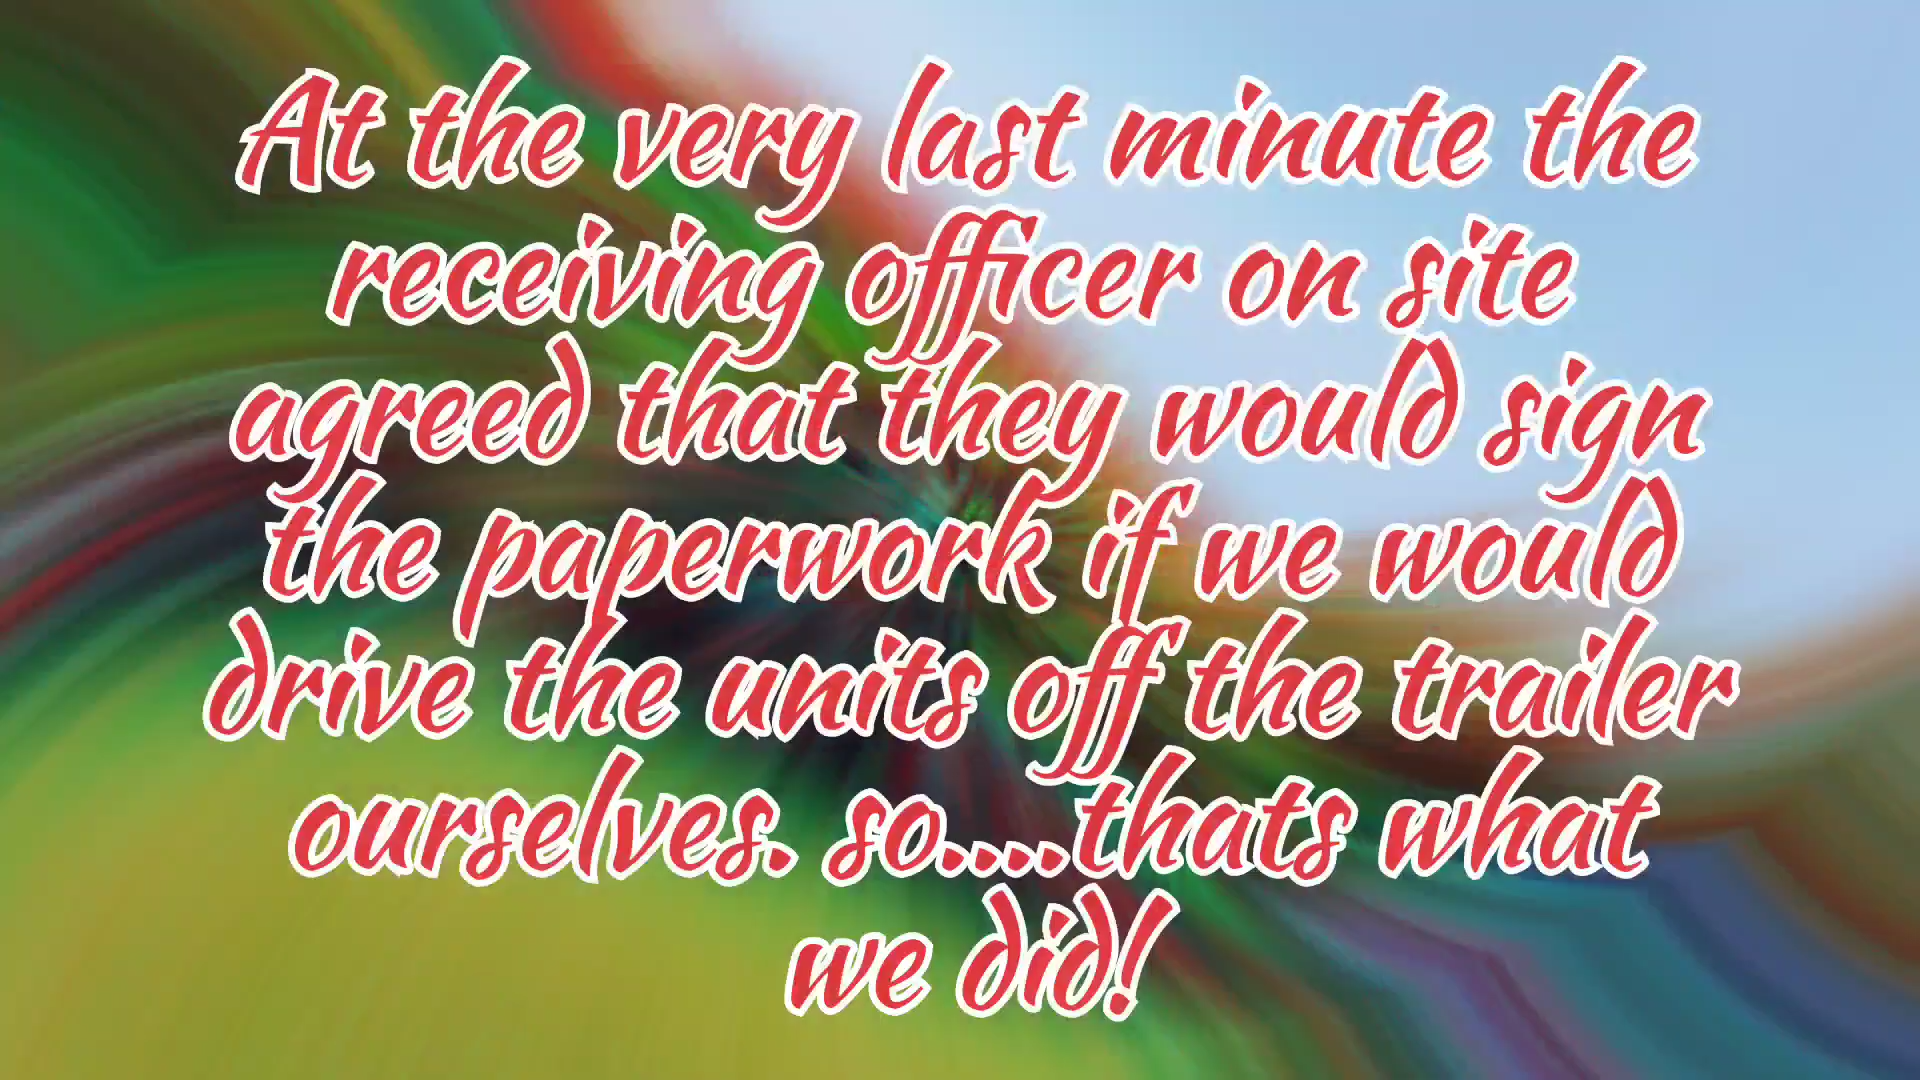 At the very last minute the
receiving officer on site
agreed that they would sign
the paperwork if we would
drive the units off the trailer
ourselves. so....thats what
we did!